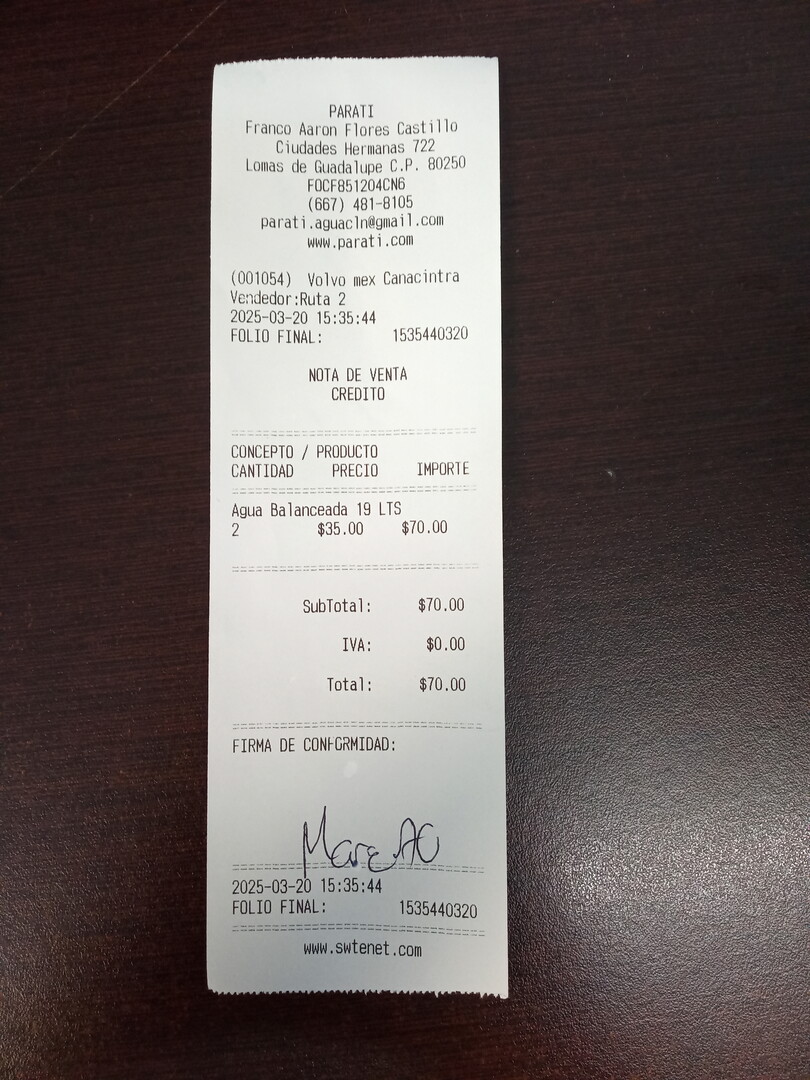 PARATI
Franco Aaron Flores Castillo
Ciudades Hermanas 722
Lomas de Guadalupe C.P. 80250
FOCF851204CN6
(667) 481-8105
parati.aguacln@gmail.com
www.parati.com
(001054) Volvo mex Canacintra
Vendedor:Ruta 2
2025-03-20 15:35:44
FOLIO FINAL: 1535440320
NOTA DE VENTA
CREDITO
CONCEPTO / PRODUCTO
CANTIDAD PRECIO IMPORTE
Agua Balanceada 19 LTS
2 $35.00 $70.00
SubTotal: $70.00
IVA: $0.00
Total: $70.00
FIRMA DE CONFORMIDAD:
2025-03-20 15:35:44
FOLIO FINAL: 1535440320
www.swtenet.com